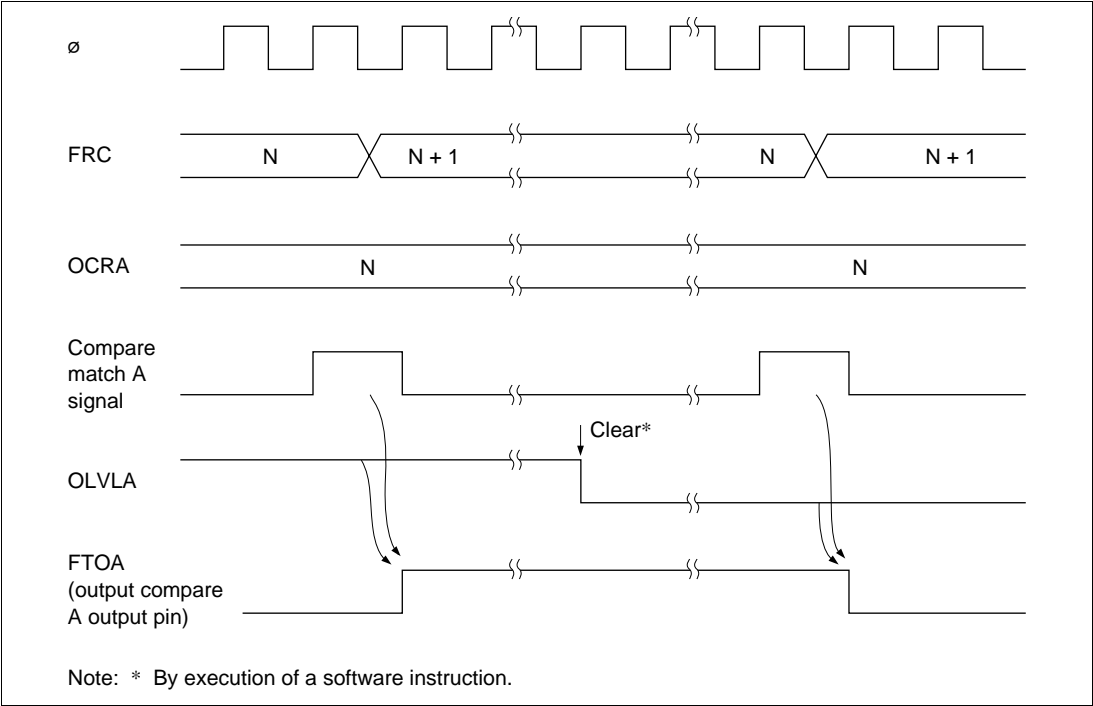 ø
FRC
N
N + 1
N
N + 1
OCRA
N
N
Compare
match A
signal
Clear*
OLVLA
FTOA
(output compare
A output pin)
Note: * By execution of a software instruction.